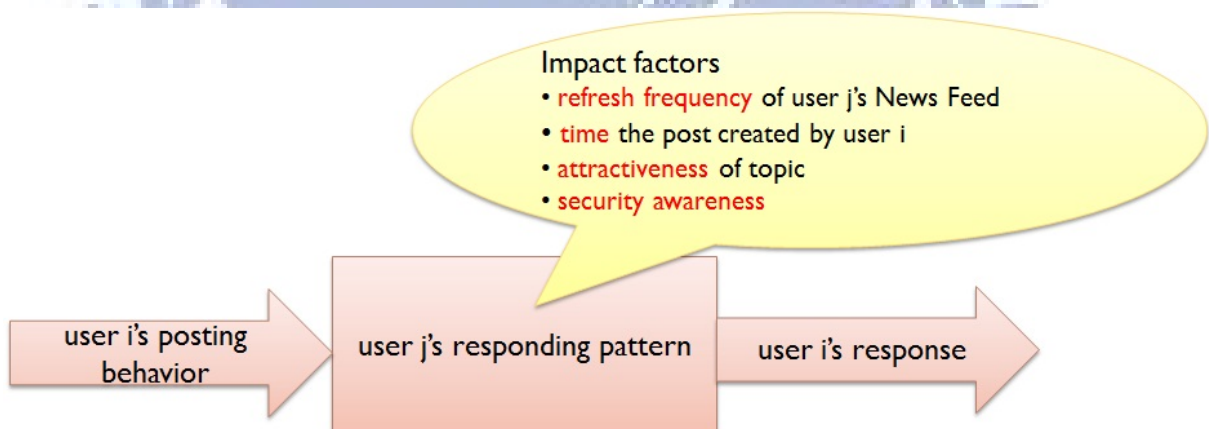 Impact factors
• refresh frequency of user j's News Feed
• time the post created by user i
• attractiveness of topic
• security awareness
user i's posting
behavior
user j's responding pattern
user i's response